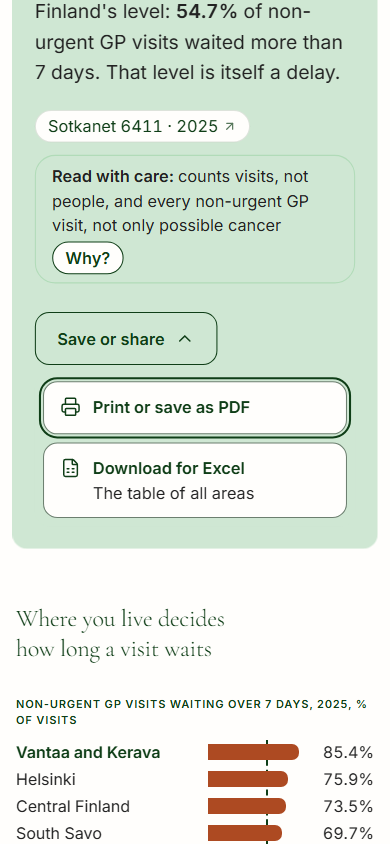 Finland's level: 54.7% of non-
urgent GP visits waited more than
7 days. That level is itself a delay.
Sotkanet 6411 · 2025 ↗
Read with care: counts visits, not
people, and every non-urgent GP
visit, not only possible cancer
Why?
Save or share
Print or save as PDF
Download for Excel
The table of all areas
Where you live decides
how long a visit waits
NON-URGENT GP VISITS WAITING OVER 7 DAYS, 2025, %
OF VISITS
Vantaa and Kerava 85.4%
Helsinki 75.9%
Central Finland 73.5%
South Savo 69.7%